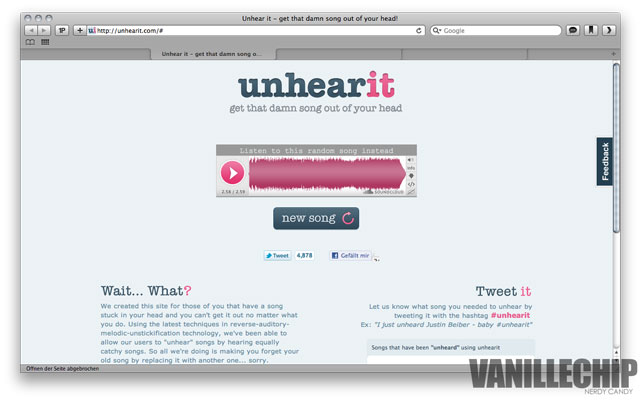 Unhear it – get that damn song out of your head!
http://unhearit.com/#
Google
Unhear it – get that damn song o...
unhearit
get that damn song out of your head
Listen to this random song instead
info
2.58 / 2.59
SOUNDCLOUD
new song
Tweet 4,878 Gefällt mir
Feedback
Wait... What?
We created this site for those of you that have a song
stuck in your head and you can't get it out no matter what
you do. Using the latest techniques in reverse-auditory-
melodic-unstickification technology, we've been able to
allow our users to "unhear" songs by hearing equally
catchy songs. So all we're doing is making you forget your
old song by replacing it with another one... sorry.
Tweet it
Let us know what song you needed to unhear by
tweeting it with the hashtag #unhearit
Ex: "I just unheard Justin Beiber - baby #unhearit"
Songs that have been "unheard" using unhearit
Öffnen der Seite abgebrochen
VANILLECHIP
NERDY CANDY